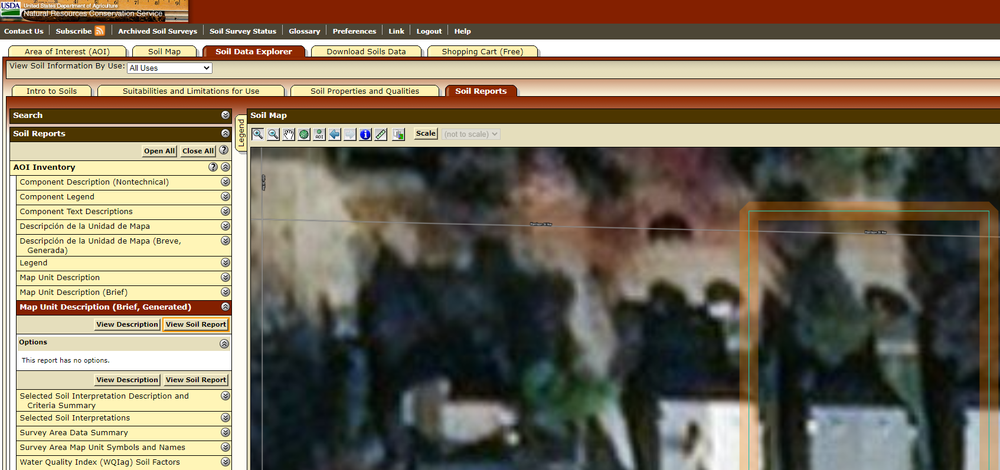 USDA
United States Department of Agriculture
Natural Resources Conservation Service
Contact Us
Subscribe
Archived Soil Surveys
Soil Survey Status
Glossary
Preferences
Link
Logout
Help
Area of Interest (AOI)
Soil Map
Soil Data Explorer
Download Soils Data
Shopping Cart (Free)
View Soil Information By Use: All Uses
Intro to Soils
Suitabilities and Limitations for Use
Soil Properties and Qualities
Soil Reports
Search
Soil Reports
Open All
Close All
?
AOI Inventory
?
Component Description (Nontechnical)
Component Legend
Component Text Descriptions
Descripción de la Unidad de Mapa
Descripción de la Unidad de Mapa (Breve,
Generada)
Legend
Map Unit Description
Map Unit Description (Brief)
Map Unit Description (Brief, Generated)
View Description
View Soil Report
Options
This report has no options.
View Description
View Soil Report
Selected Soil Interpretation Description and
Criteria Summary
Selected Soil Interpretations
Survey Area Data Summary
Survey Area Map Unit Symbols and Names
Water Quality Index (WQIag) Soil Factors
Legend
Soil Map
AOI
Scale
(not to scale)
Harrison St Nw
Harrison St Nw